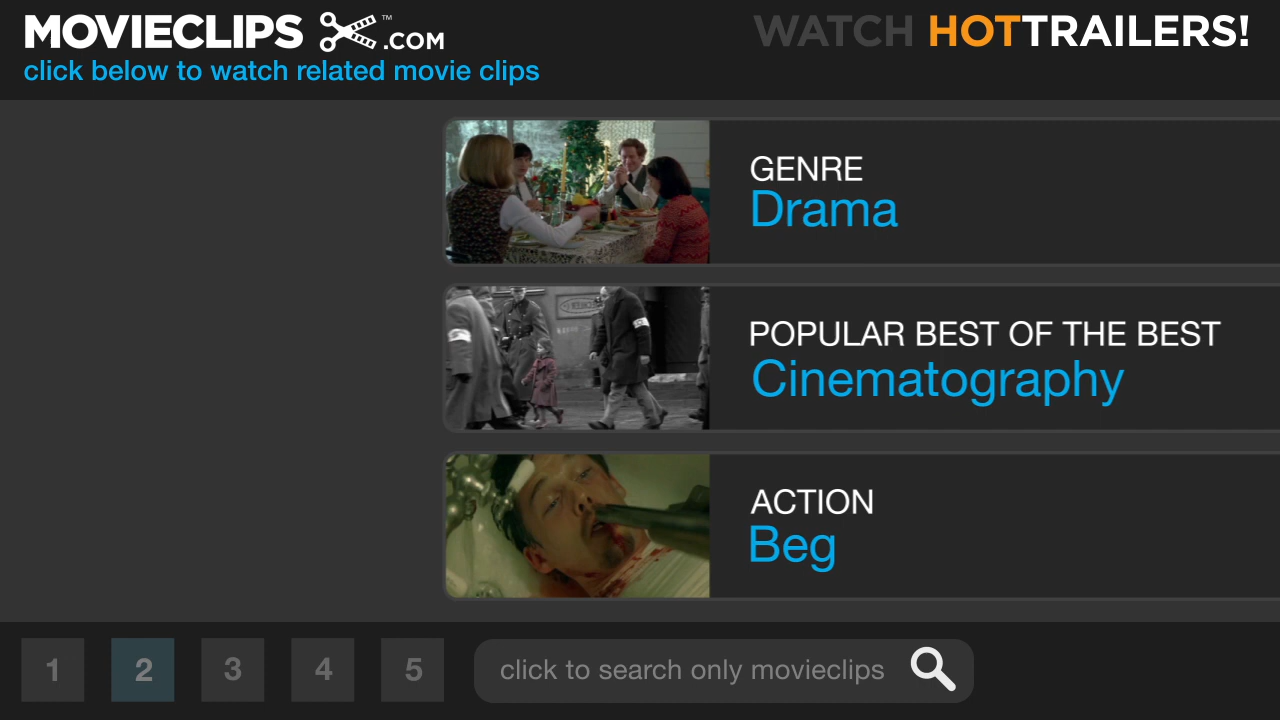 MOVIECLIPS ™ .COM
WATCH HOTTRAILERS!
click below to watch related movie clips
GENRE
Drama
POPULAR BEST OF THE BEST
Cinematography
ACTION
Beg
1 2 3 4 5
click to search only movieclips